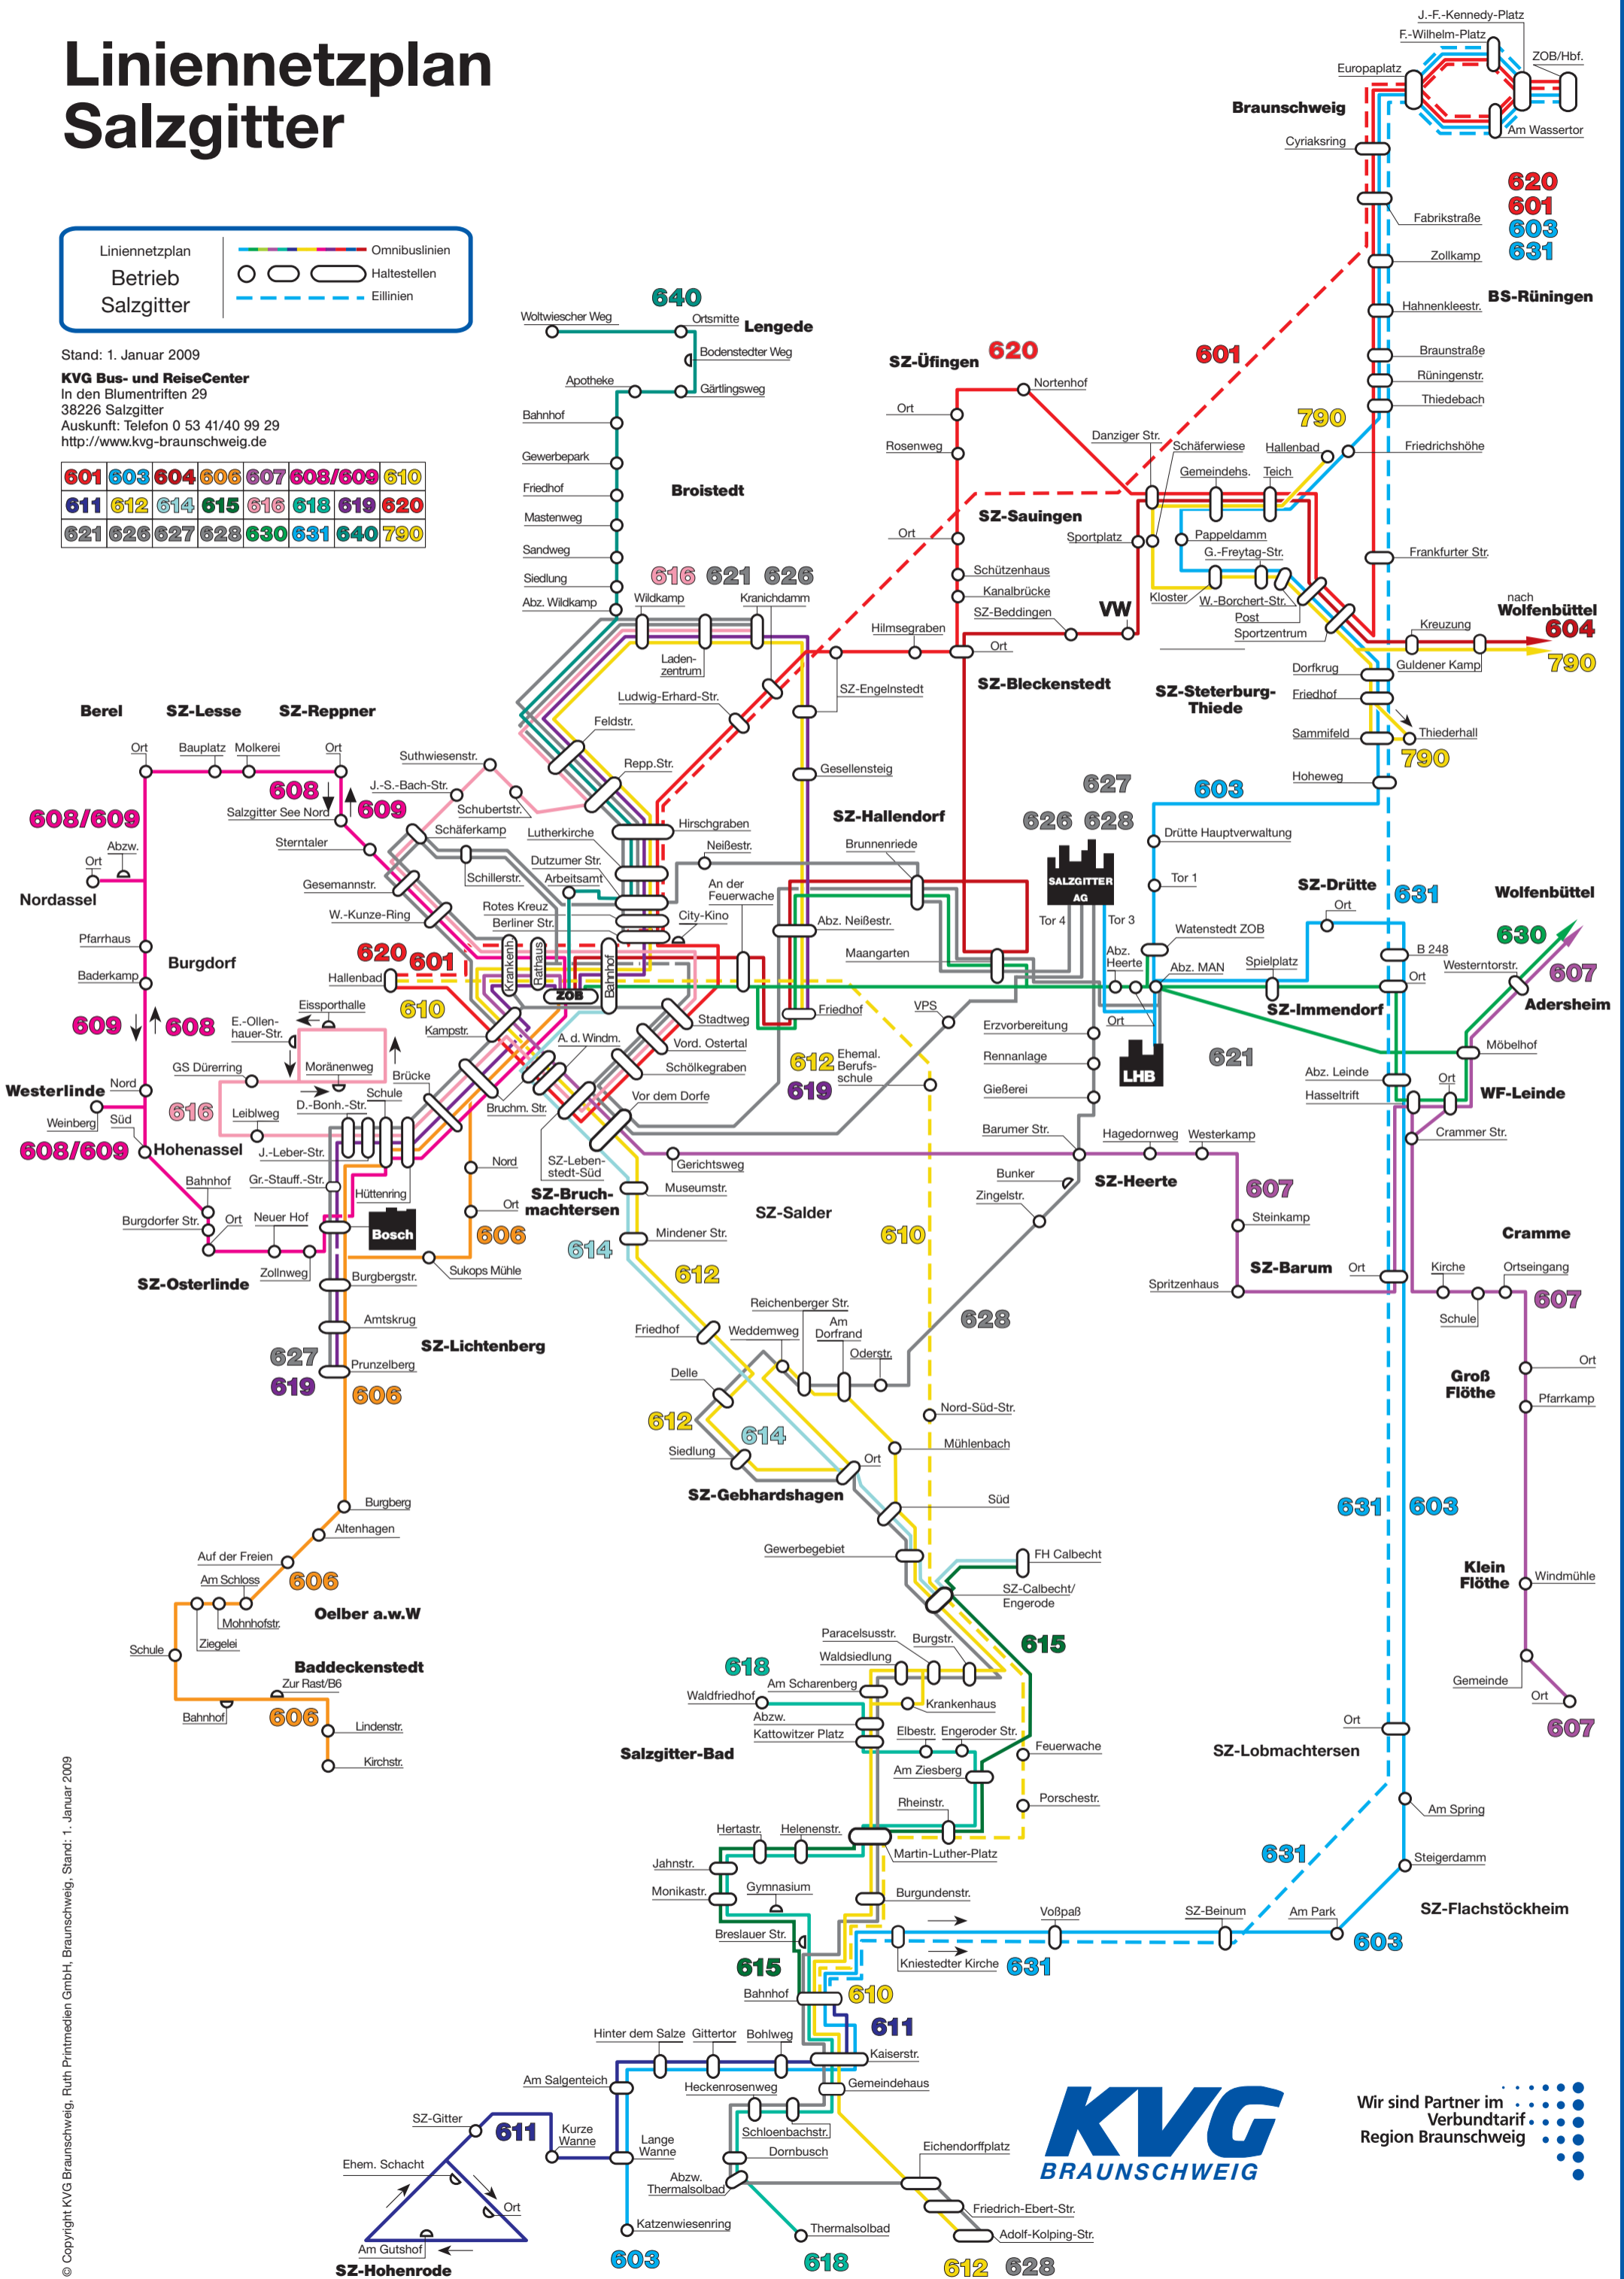 Liniennetzplan
Salzgitter
Liniennetzplan
Betrieb
Salzgitter
Omnibuslinien
Haltestellen
Eillinien
Stand: 1. Januar 2009
KVG Bus- und ReiseCenter
In den Blumentriften 29
38226 Salzgitter
Auskunft: Telefon 0 53 41/40 99 29
http://www.kvg-braunschweig.de
601 603 604 606 607 608/609 610
611 612 614 615 616 618 619 620
621 626 627 628 630 631 640 790
J.-F.-Kennedy-Platz
F.-Wilhelm-Platz
ZOB/Hbf.
Europaplatz
Braunschweig
Am Wassertor
Cyriaksring
620
601
603
631
Fabrikstraße
Zollkamp
BS-Rüningen
Hahnenkleestr.
Braunstraße
Rüningenstr.
Thiedebach
Friedrichshöhe
Frankfurter Str.
640
Woltwiescher Weg
Ortsmitte
Lengede
Bodenstedter Weg
Apotheke
Gärtlingsweg
Bahnhof
Gewerbepark
Friedhof
Broistedt
Mastenweg
Sandweg
Siedlung
Abz. Wildkamp
616 621 626
Wildkamp
Kranichdamm
Laden-
zentrum
Ludwig-Erhard-Str.
Feldstr.
Repp.Str.
SZ-Üfingen
620
Nortenhof
Ort
Rosenweg
601
790
Danziger Str.
Schäferwiese
Hallenbad
Gemeindehs.
Teich
SZ-Sauingen
Ort
Sportplatz
Pappeldamm
G.-Freytag-Str.
Schützenhaus
Kanalbrücke
Kloster
W.-Borchert-Str.
Post
Sportzentrum
SZ-Beddingen
VW
Hilmsegraben
Ort
nach
Wolfenbüttel
604
Kreuzung
Guldener Kamp
790
SZ-Engelnstedt
SZ-Bleckenstedt
SZ-Steterburg-
Thiede
Dorfkrug
Friedhof
Sammifeld
Thiederhall
790
Hoheweg
603
Berel
SZ-Lesse
SZ-Reppner
Ort
Bauplatz
Molkerei
Ort
608
609
Salzgitter See Nord
608/609
Sterntaler
Abzw.
Ort
Nordassel
Gesemannstr.
W.-Kunze-Ring
Pfarrhaus
Burgdorf
Baderkamp
609
608
Westerlinde
Nord
Weinberg
Süd
608/609
Hohenassel
Bahnhof
Burgdorfer Str.
Ort
Neuer Hof
Zollnweg
SZ-Osterlinde
Suthwiesenstr.
J.-S.-Bach-Str.
Schubertstr.
Schäferkamp
Schillerstr.
Lutherkirche
Dutzumer Str.
Arbeitsamt
Rotes Kreuz
Berliner Str.
Hirschgraben
Neißestr.
An der
Feuerwache
City-Kino
Gesellensteig
SZ-Hallendorf
Brunnenriede
Abz. Neißestr.
Maangarten
620
601
Hallenbad
610
Krankenh
Rathaus
Bahnhof
ZOB
Kampstr.
A. d. Windm.
Stadtweg
Vord. Ostertal
Schölkegraben
Vor dem Dorfe
Bruchm. Str.
SZ-Leben-
stedt-Süd
Friedhof
VPS
612
619
Ehemal.
Berufs-
schule
Eissporthalle
E.-Ollen-
hauer-Str.
GS Dürerring
Moränenweg
Brücke
616
Leiblweg
D.-Bonh.-Str.
Schule
J.-Leber-Str.
Gr.-Stauff.-Str.
Hüttenring
Bosch
Nord
Ort
606
Sukops Mühle
Burgbergstr.
Amtskrug
SZ-Lichtenberg
627
619
Prunzelberg
606
627
626 628
SALZGITTER
AG
Tor 4
Tor 3
Drütte Hauptverwaltung
Tor 1
SZ-Drütte
Ort
631
Wolfenbüttel
630
607
Watenstedt ZOB
Abz.
Heerte
Abz. MAN
Spielplatz
B 248
Ort
Westerntorstr.
Adersheim
SZ-Immendorf
Erzvorbereitung
Ort
Rennanlage
Gießerei
LHB
621
Möbelhof
Abz. Leinde
Hasseltrift
Ort
WF-Leinde
Crammer Str.
Barumer Str.
Hagedornweg
Westerkamp
SZ-Heerte
Bunker
Zingelstr.
607
Steinkamp
Gerichtsweg
SZ-Bruch-
machtersen
Museumstr.
SZ-Salder
Mindener Str.
614
612
610
SZ-Barum
Ort
Spritzenhaus
Cramme
Kirche
Ortseingang
Schule
607
Groß
Flöthe
Ort
Pfarrkamp
Klein
Flöthe
Windmühle
Gemeinde
Ort
607
628
Reichenberger Str.
Friedhof
Weddemweg
Am
Dorfrand
Oderstr.
Delle
612
614
Siedlung
Ort
SZ-Gebhardshagen
Nord-Süd-Str.
Mühlenbach
Süd
Gewerbegebiet
FH Calbecht
SZ-Calbecht/
Engerode
615
631
603
Burgberg
Altenhagen
Auf der Freien
606
Am Schloss
Mohnhofstr.
Ziegelei
Oelber a.w.W
Schule
Baddeckenstedt
Zur Rast/B6
Bahnhof
606
Lindenstr.
Kirchstr.
Paracelsusstr.
Burgstr.
Waldsiedlung
618
Am Scharenberg
Waldfriedhof
Krankenhaus
Abzw.
Kattowitzer Platz
Elbestr.
Engeroder Str.
Salzgitter-Bad
Am Ziesberg
Feuerwache
Porschestr.
Rheinstr.
Hertastr.
Helenenstr.
Martin-Luther-Platz
Jahnstr.
Monikastr.
Gymnasium
Burgundenstr.
Breslauer Str.
615
Kniestedter Kirche
631
Voßpaß
SZ-Beinum
Am Park
603
SZ-Lobmachtersen
Ort
Am Spring
Steigerdamm
631
SZ-Flachstöckheim
Bahnhof
610
611
Hinter dem Salze
Gittertor
Bohlweg
Kaiserstr.
Am Salgenteich
Heckenrosenweg
Gemeindehaus
Schloenbachstr.
SZ-Gitter
611
Kurze
Wanne
Lange
Wanne
Dornbusch
Abzw.
Thermalsolbad
Eichendorffplatz
Ehem. Schacht
Ort
Am Gutshof
SZ-Hohenrode
Katzenwiesenring
603
Thermalsolbad
618
Friedrich-Ebert-Str.
Adolf-Kolping-Str.
612
628
KVG
BRAUNSCHWEIG
Wir sind Partner im
Verbundtarif
Region Braunschweig
© Copyright KVG Braunschweig, Ruth Printmedien GmbH, Braunschweig, Stand: 1. Januar 2009